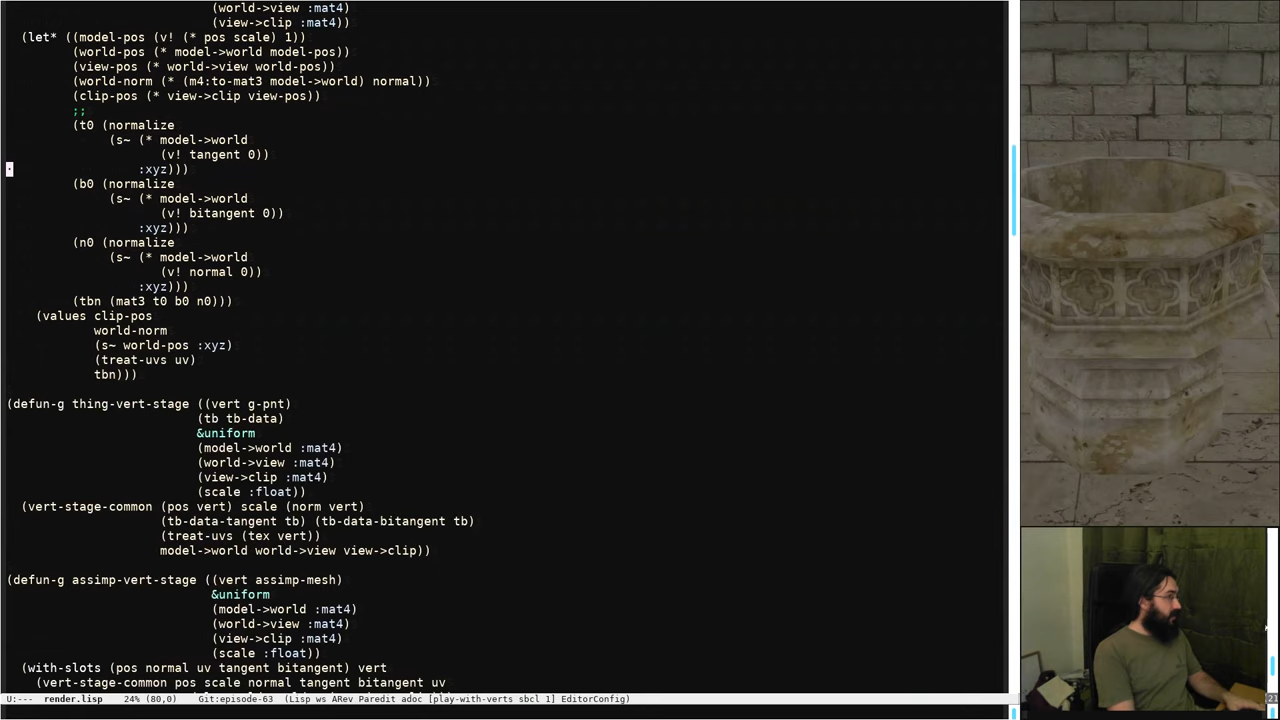 (world->view :mat4)
(view->clip :mat4))
(let* ((model-pos (v! (* pos scale) 1))
(world-pos (* model->world model-pos))
(view-pos (* world->view world-pos))
(world-norm (* (m4:to-mat3 model->world) normal))
(clip-pos (* view->clip view-pos))
;;
(t0 (normalize
(s~ (* model->world
(v! tangent 0))
:xyz)))
(b0 (normalize
(s~ (* model->world
(v! bitangent 0))
:xyz)))
(n0 (normalize
(s~ (* model->world
(v! normal 0))
:xyz)))
(tbn (mat3 t0 b0 n0)))
(values clip-pos
world-norm
(s~ world-pos :xyz)
(treat-uvs uv)
tbn)))
(defun-g thing-vert-stage ((vert g-pnt)
(tb tb-data)
&uniform
(model->world :mat4)
(world->view :mat4)
(view->clip :mat4)
(scale :float))
(vert-stage-common (pos vert) scale (norm vert)
(tb-data-tangent tb) (tb-data-bitangent tb)
(treat-uvs (tex vert))
model->world world->view view->clip))
(defun-g assimp-vert-stage ((vert assimp-mesh)
&uniform
(model->world :mat4)
(world->view :mat4)
(view->clip :mat4)
(scale :float))
(with-slots (pos normal uv tangent bitangent) vert
(vert-stage-common pos scale normal tangent bitangent uv
U:--- render.lisp 24% (80,0) Git:episode-63 (Lisp ws ARev Paredit adoc [play-with-verts sbcl 1] EditorConfig)